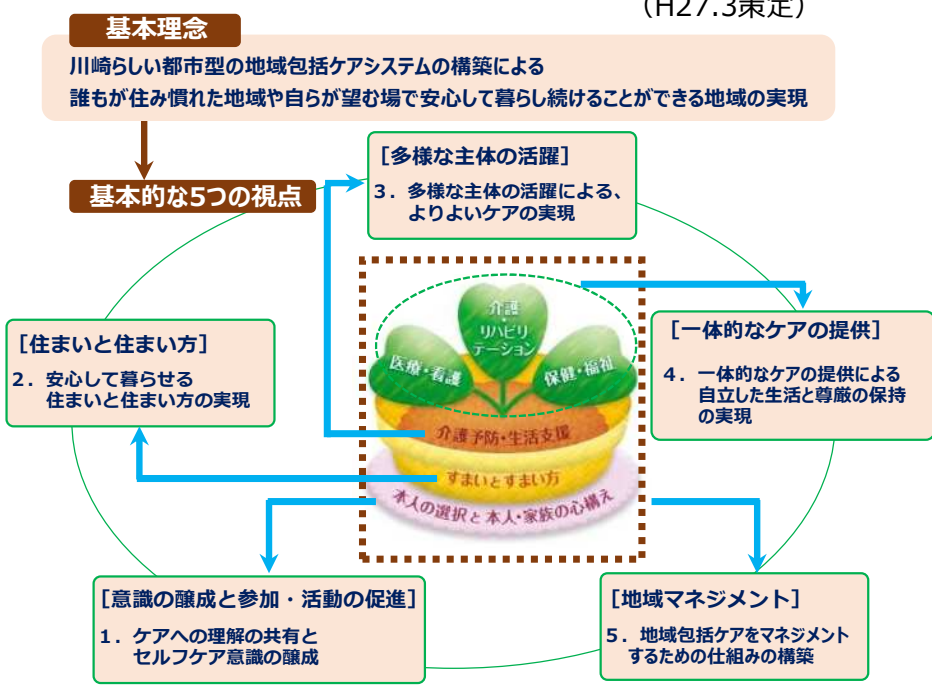 （H27.3策定）
基本理念
川崎らしい都市型の地域包括ケアシステムの構築による
誰もが住み慣れた地域や自らが望む場で安心して暮らし続けることができる地域の実現
基本的な5つの視点
［多様な主体の活躍］
3．多様な主体の活躍による、
よりよいケアの実現
［住まいと住まい方］
2．安心して暮らせる
住まいと住まい方の実現
介護
・
リハビリ
テーション
医療・看護
保健・福祉
介護予防・生活支援
すまいとすまい方
本人の選択と本人・家族の心構え
［一体的なケアの提供］
4．一体的なケアの提供による
自立した生活と尊厳の保持
の実現
［意識の醸成と参加・活動の促進］
1．ケアへの理解の共有と
セルフケア意識の醸成
［地域マネジメント］
5．地域包括ケアをマネジメント
するための仕組みの構築